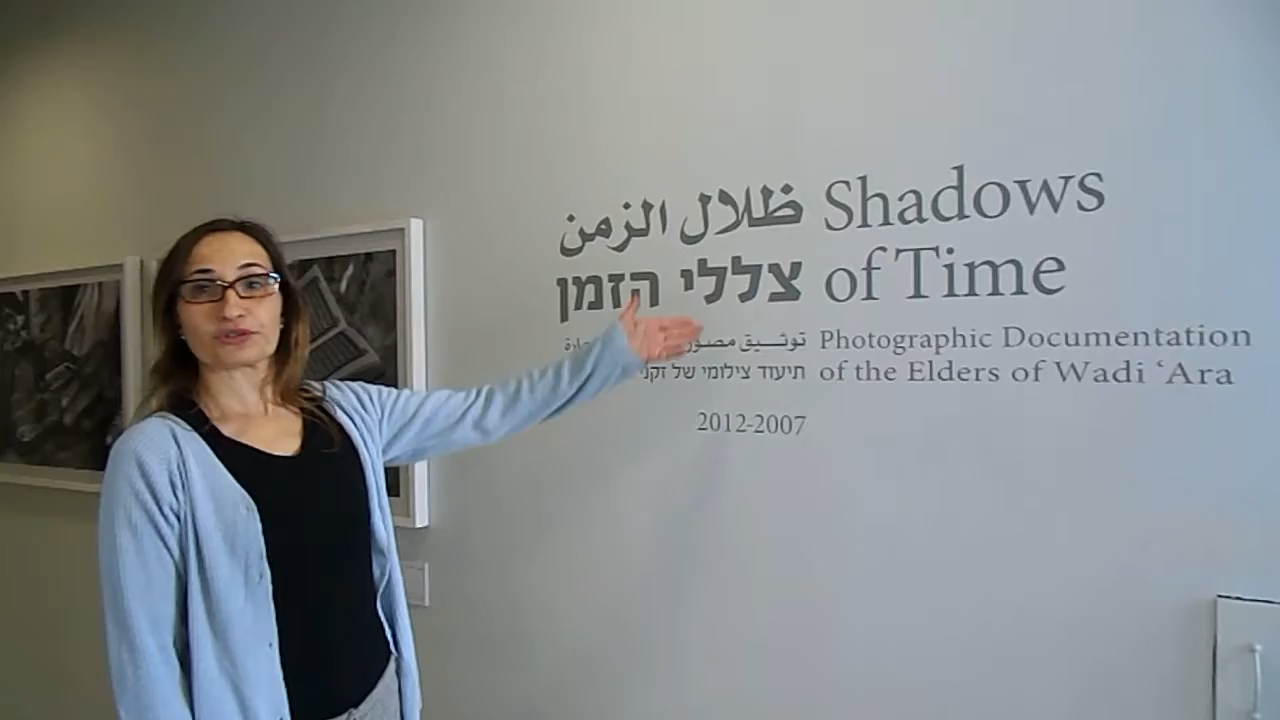 ظلال الزمن
צללי הזמן
توثيق مصور
תיעוד צילומי של זקני
2012-2007
Shadows
of Time
Photographic Documentation
of the Elders of Wadi ‘Ara